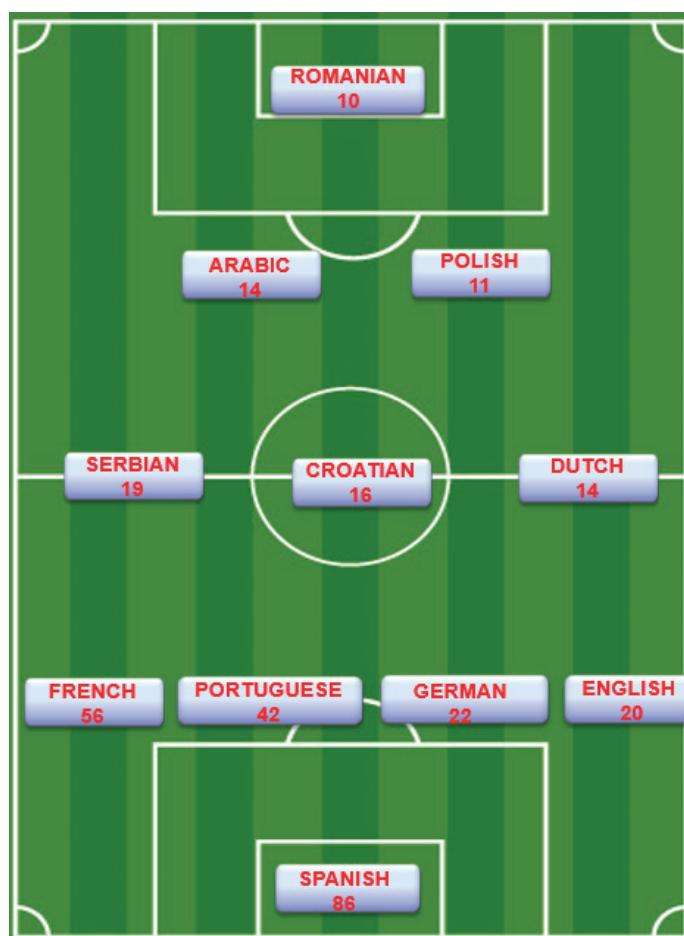 ROMANIAN
10
ARABIC
14
POLISH
11
SERBIAN
19
CROATIAN
16
DUTCH
14
FRENCH
56
PORTUGUESE
42
GERMAN
22
ENGLISH
20
SPANISH
86